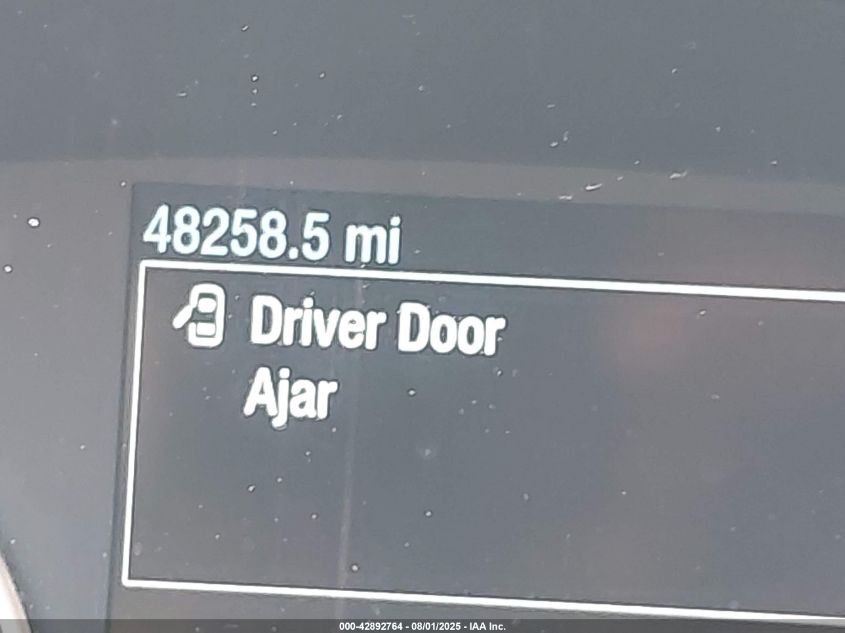 48258.5 mi
Driver Door
Ajar
000-42892764 - 08/01/2025 - IAA Inc.